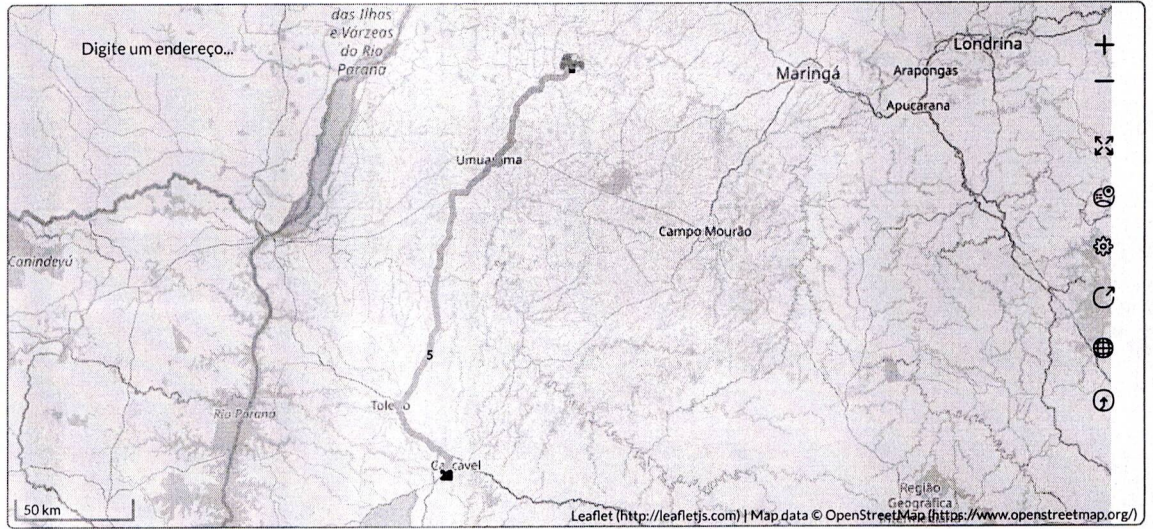 das Ilhas
e Várzeas
do Rio
Paraná
Digite um endereço...
Londrina
Maringá
Arapongas
Apucarana
Umuarama
Campo Mourão
Canindeyú
5
Rio Paraná
Toledo
Cascavel
Região
Geográfica
50 km
Leaflet (http://leafletjs.com) | Map data © OpenStreetMap (https://www.openstreetmap.org/)